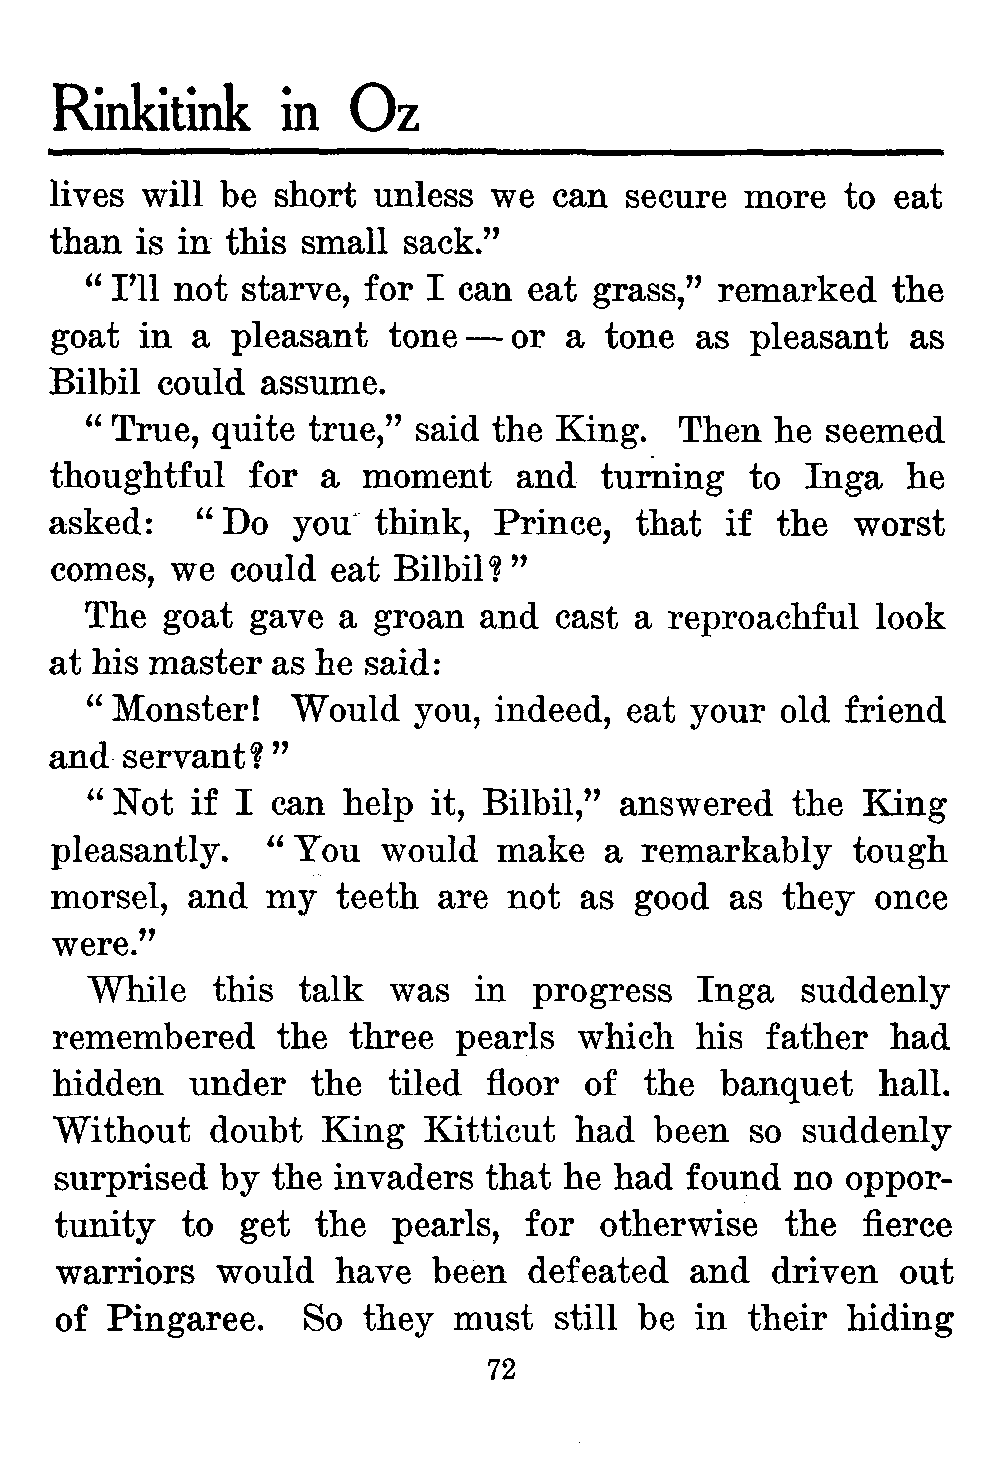 Rinkitink in Oz
lives will be short unless we can secure more to eat
than is in this small sack.”
“ I’ll not starve, for I can eat grass,” remarked the
goat in a pleasant tone — or a tone as pleasant as
Bilbil could assume.
“ True, quite true,” said the King. Then he seemed
thoughtful for a moment and turning to Inga he
asked: “ Do you think, Prince, that if the worst
comes, we could eat Bilbil? ”
The goat gave a groan and cast a reproachful look
at his master as he said:
“ Monster! Would you, indeed, eat your old friend
and servant? ”
“ Not if I can help it, Bilbil,” answered the King
pleasantly. “ You would make a remarkably tough
morsel, and my teeth are not as good as they once
were.”
While this talk was in progress Inga suddenly
remembered the three pearls which his father had
hidden under the tiled floor of the banquet hall.
Without doubt King Kitticut had been so suddenly
surprised by the invaders that he had found no oppor-
tunity to get the pearls, for otherwise the fierce
warriors would have been defeated and driven out
of Pingaree. So they must still be in their hiding
72